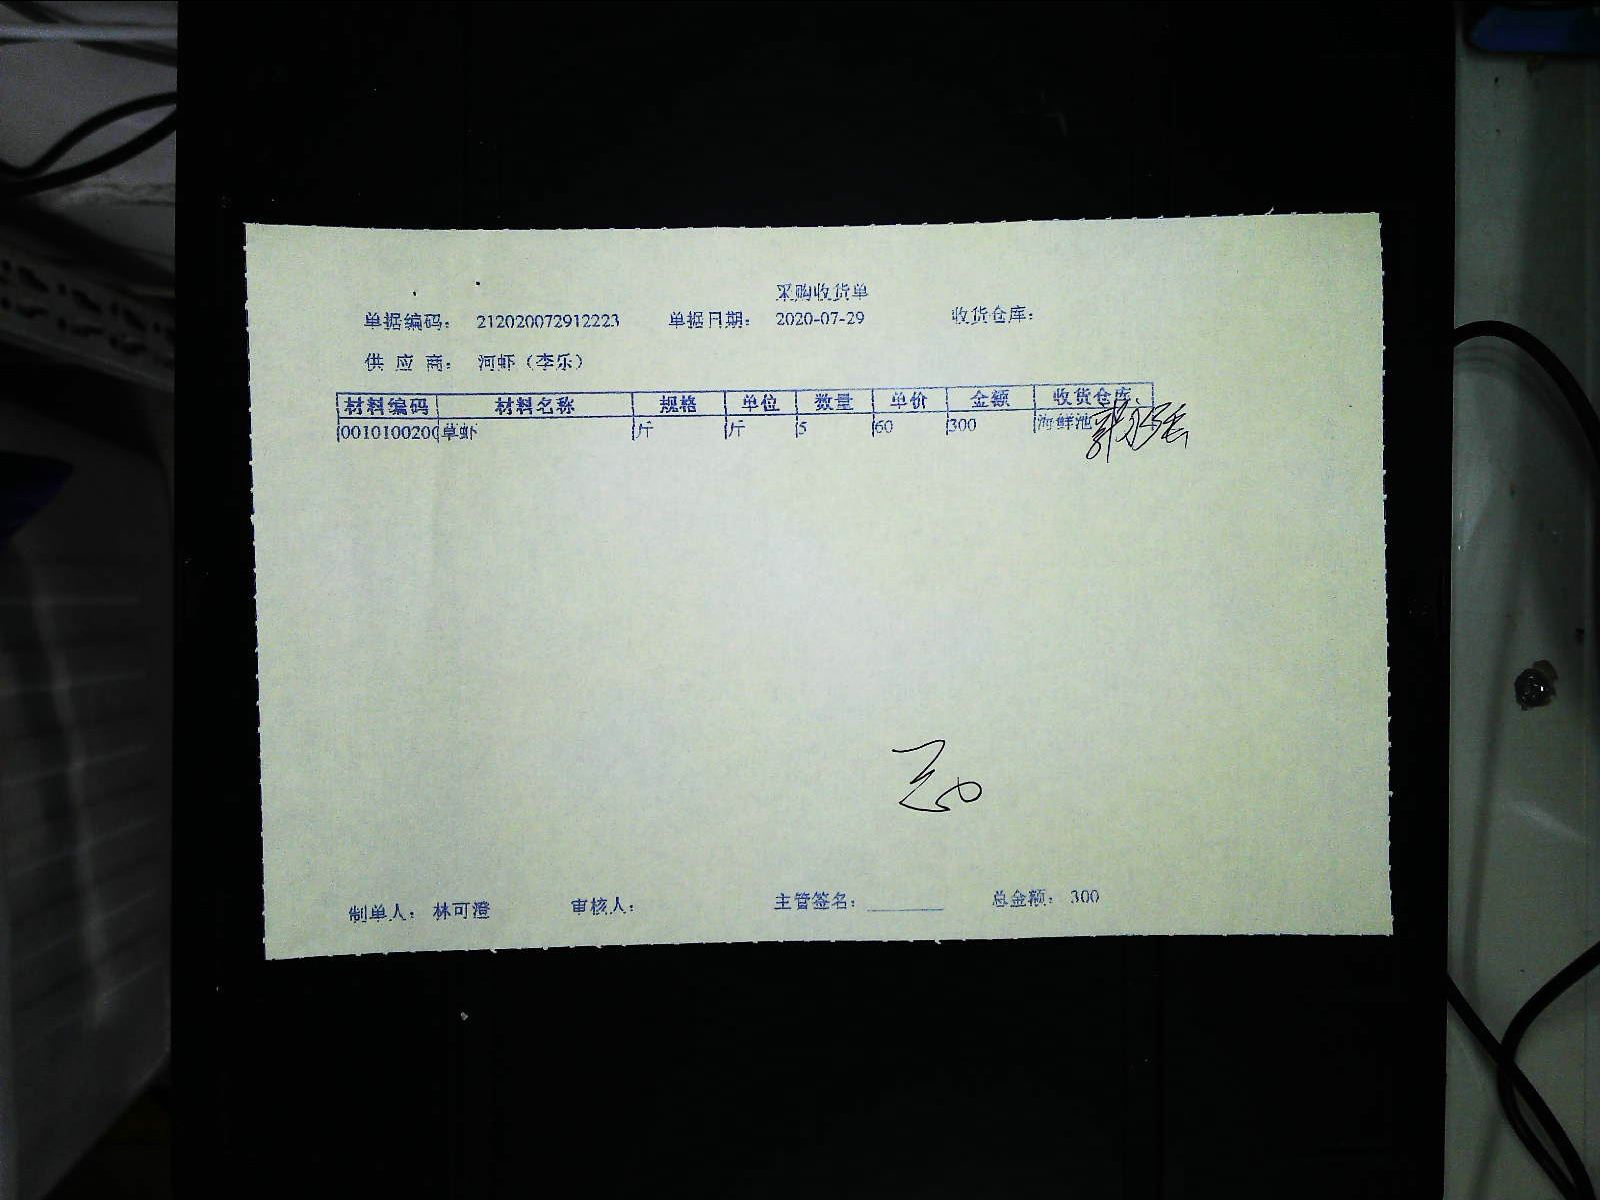 采购收货单
单据编码： 212020072912223 单据日期： 2020-07-29 收货仓库：
供 应 商： 河虾（李乐）
材料编码 材料名称 规格 单位 数量 单价 金额 收货仓库
001010020 草虾 斤 斤 5 60 300 海鲜池
制单人： 林可澄 审核人： 主管签名： 总金额： 300